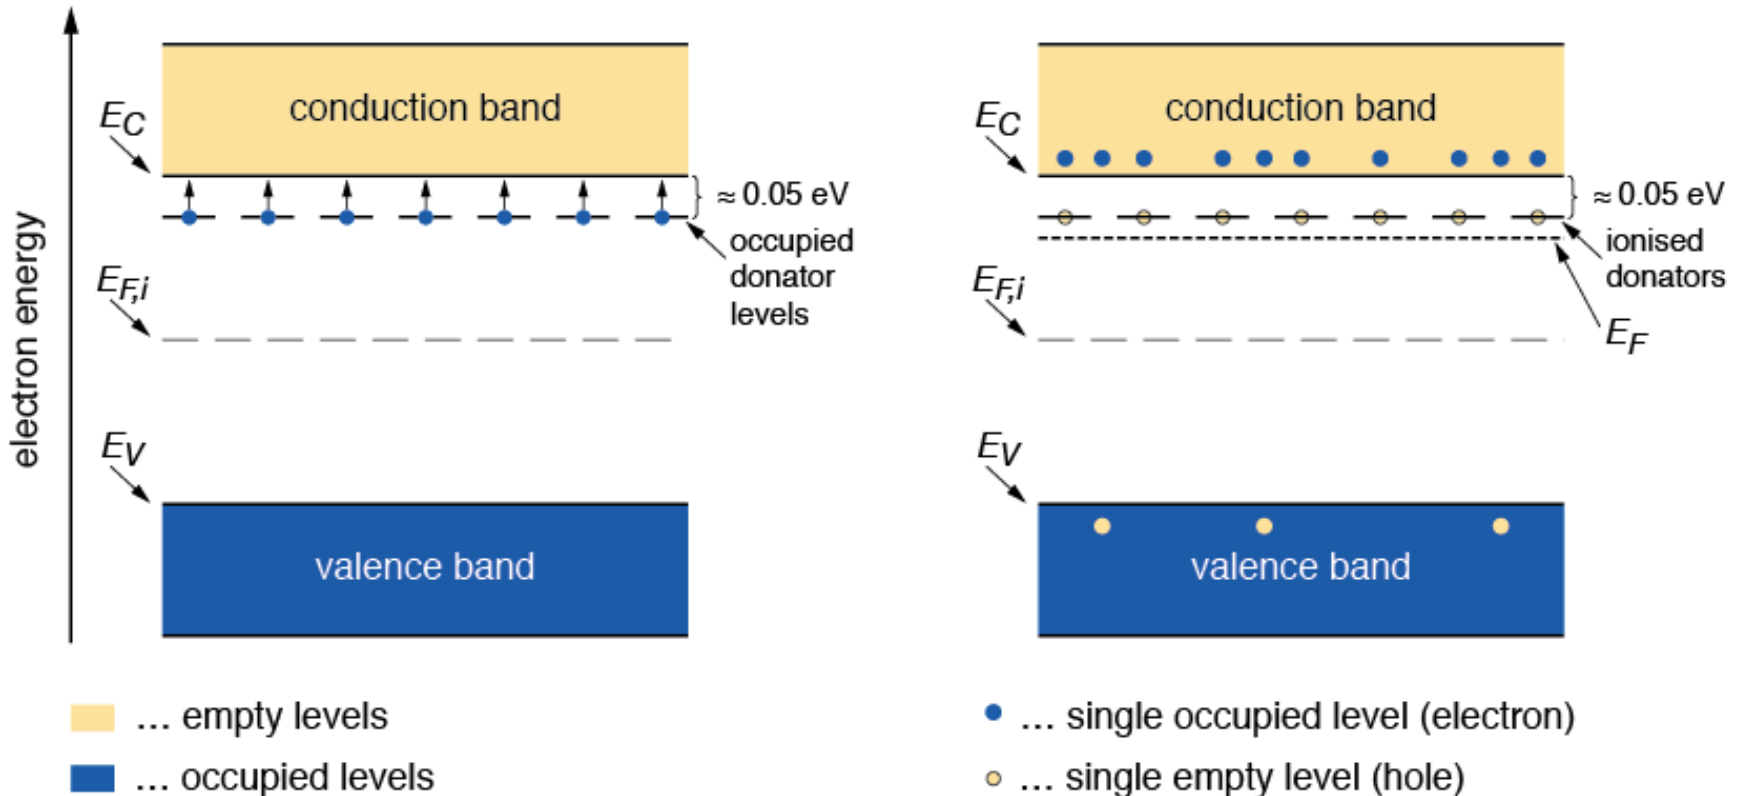 electron energy
conduction band
E_C
≈ 0.05 eV
occupied
donator
levels
E_F,i
E_V
valence band
conduction band
E_C
≈ 0.05 eV
ionised
donators
E_F,i
E_F
E_V
valence band
... empty levels
... occupied levels
... single occupied level (electron)
... single empty level (hole)